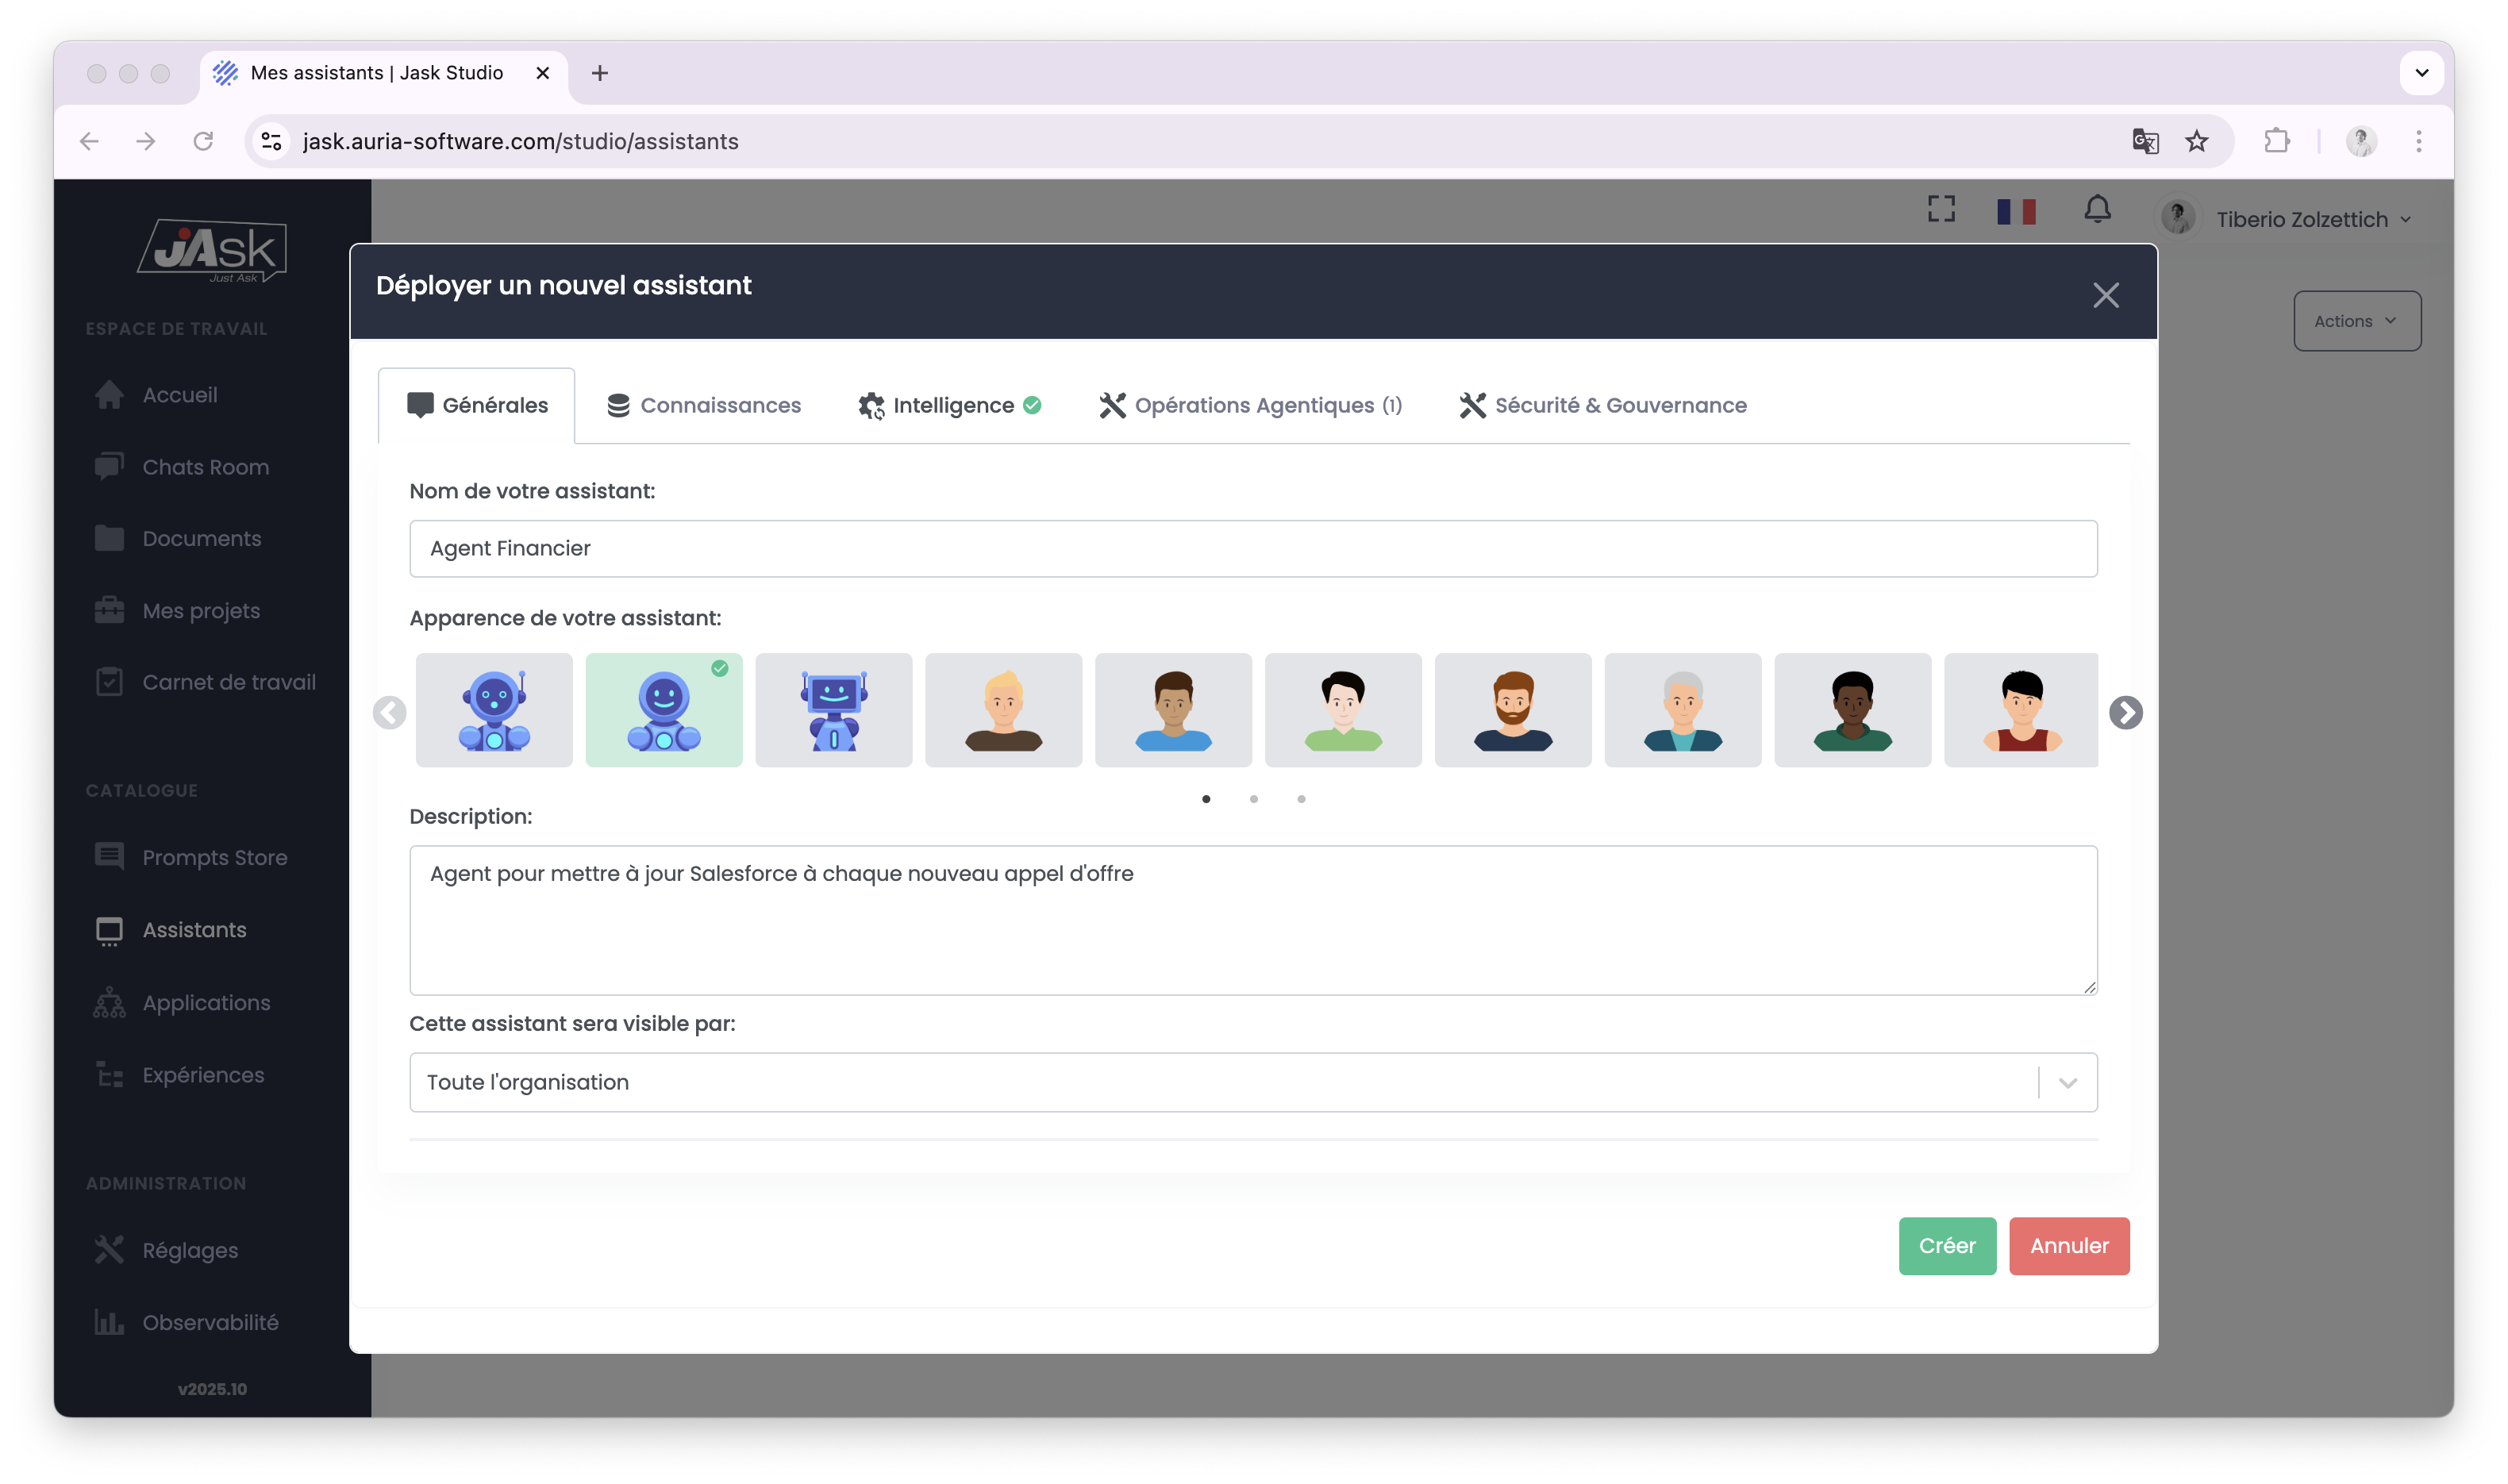 Mes assistants | Jask Studio
jask.auria-software.com/studio/assistants
jAsk
Just Ask
Tiberio Zolzettich
Actions
ESPACE DE TRAVAIL
Accueil
Chats Room
Documents
Mes projets
Carnet de travail
CATALOGUE
Prompts Store
Assistants
Applications
Expériences
ADMINISTRATION
Réglages
Observabilité
v2025.10
Déployer un nouvel assistant
Générales
Connaissances
Intelligence
Opérations Agentiques (1)
Sécurité & Gouvernance
Nom de votre assistant:
Agent Financier
Apparence de votre assistant:
Description:
Agent pour mettre à jour Salesforce à chaque nouveau appel d'offre
Cette assistant sera visible par:
Toute l'organisation
Créer
Annuler